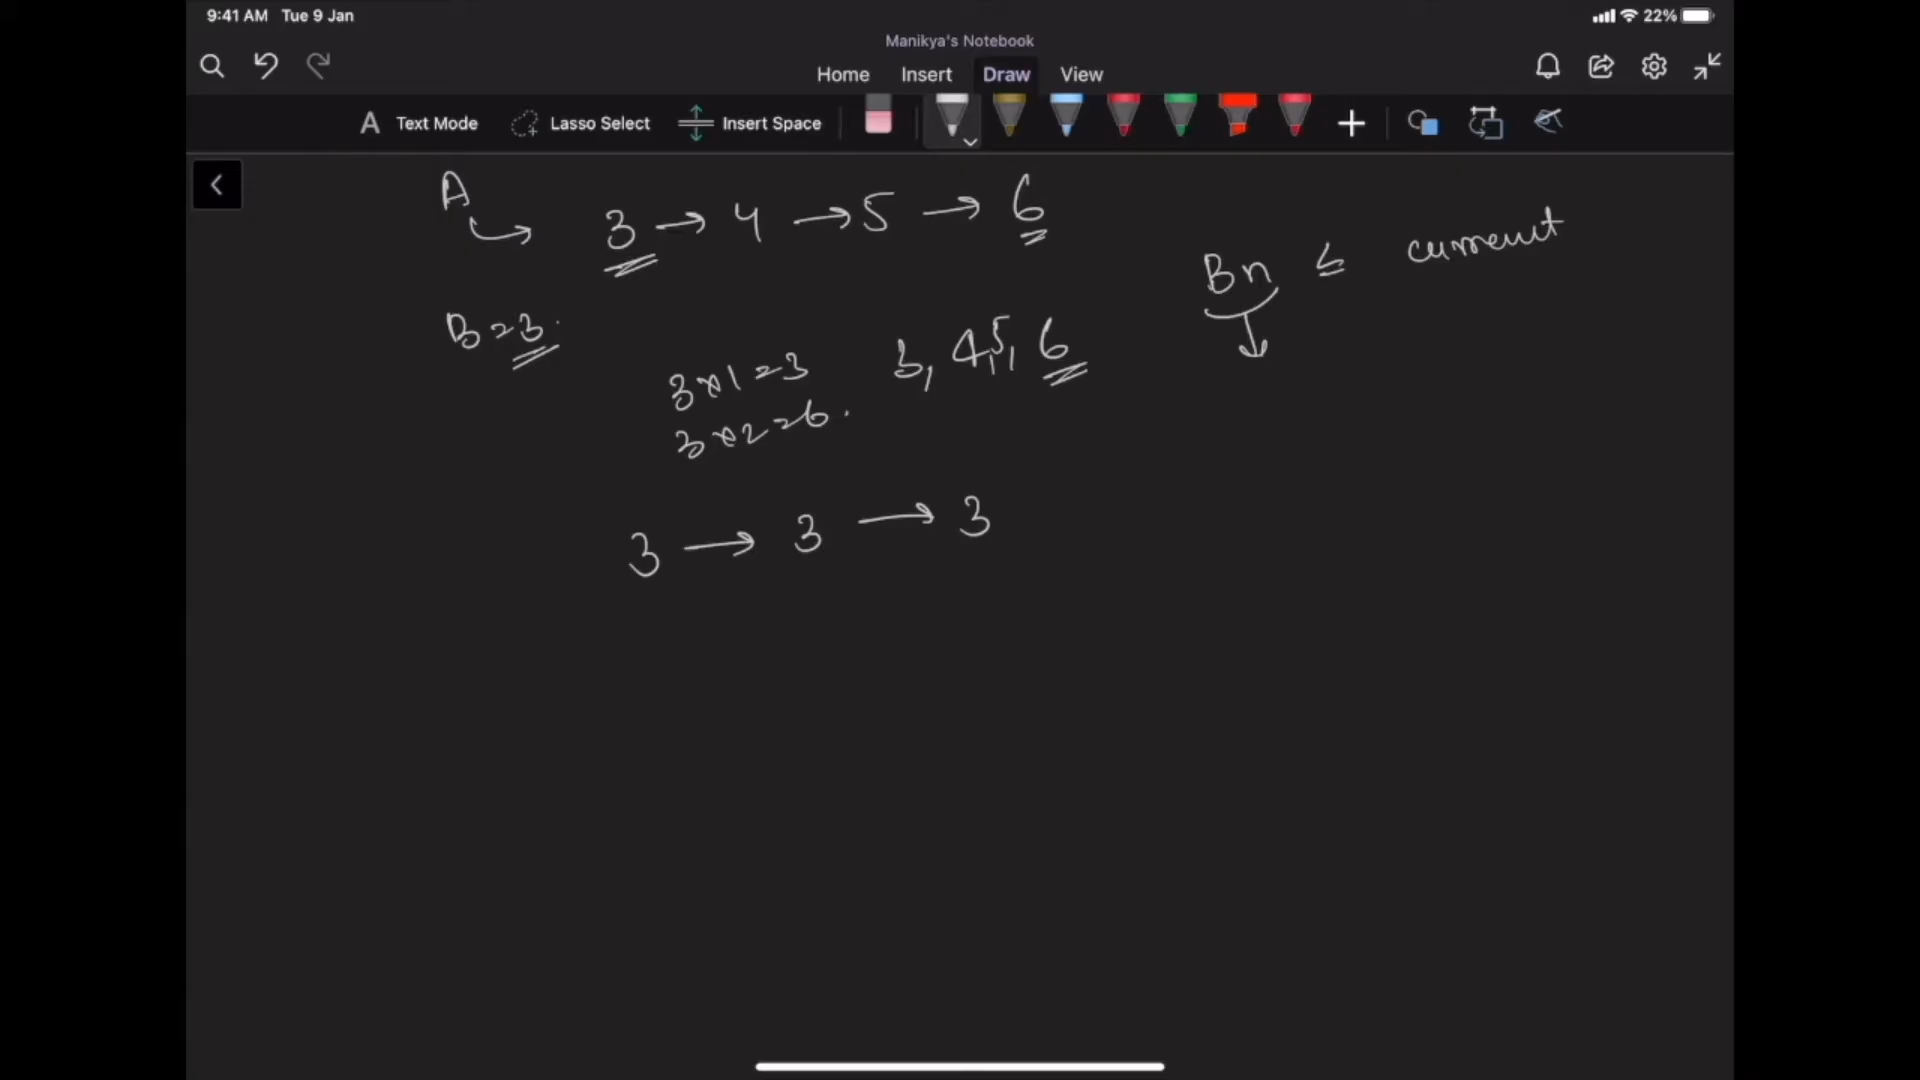 9:41 AM Tue 9 Jan
22%
Manikya's Notebook
Home Insert Draw View
A Text Mode Lasso Select Insert Space
A
3 → 4 → 5 → 6
Bn ≤ current
B = 3.
3 × 1 = 3 3, 4, 5, 6
3 × 2 = 6.
3 → 3 → 3